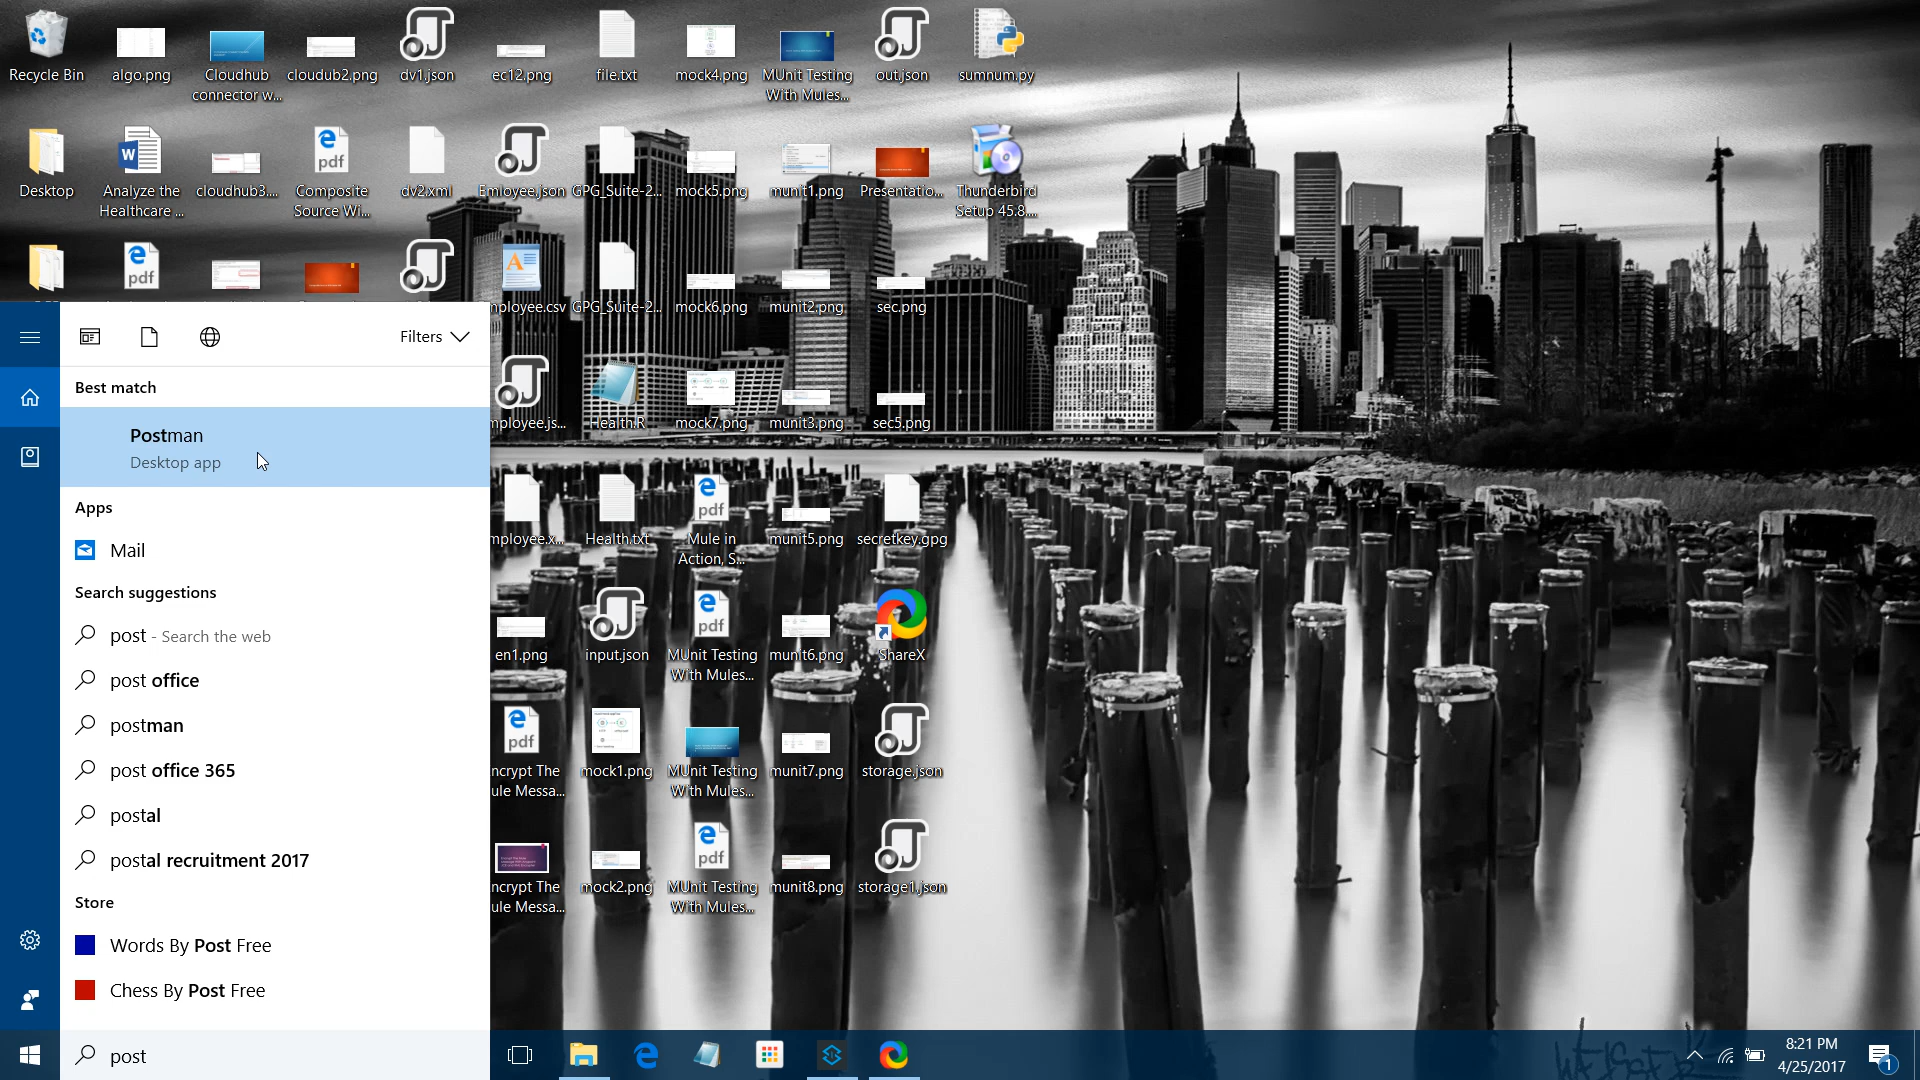 Recycle Bin
algo.png
Cloudhub
connector w...
cloudub2.png
dv1.json
ec12.png
file.txt
mock4.png
MUnit Testing
With Mules...
out.json
sumnum.py
Desktop
Analyze the
Healthcare ...
cloudhub3....
Composite
Source Wi...
dv2.xml
Emloyee.json
GPG_Suite-2...
mock5.png
munit1.png
Presentatio...
Thunderbird
Setup 45.8....
pdf
pdf
mployee.csv
GPG_Suite-2...
mock6.png
munit2.png
sec.png
Filters
Best match
Postman
Desktop app
Apps
Mail
Search suggestions
post - Search the web
post office
postman
post office 365
postal
postal recruitment 2017
Store
Words By Post Free
Chess By Post Free
post
mployee.js...
Health.R
mock7.png
munit3.png
sec5.png
pdf
mployee.x...
Health.txt
Mule in
Action, S...
munit5.png
secretkey.gpg
pdf
en1.png
input.json
MUnit Testing
With Mules...
munit6.png
ShareX
pdf
ncrypt The
ule Messa...
mock1.png
MUnit Testing
With Mules...
munit7.png
storage.json
pdf
ncrypt The
ule Messa...
mock2.png
MUnit Testing
With Mules...
munit8.png
storage1.json
8:21 PM
4/25/2017
1